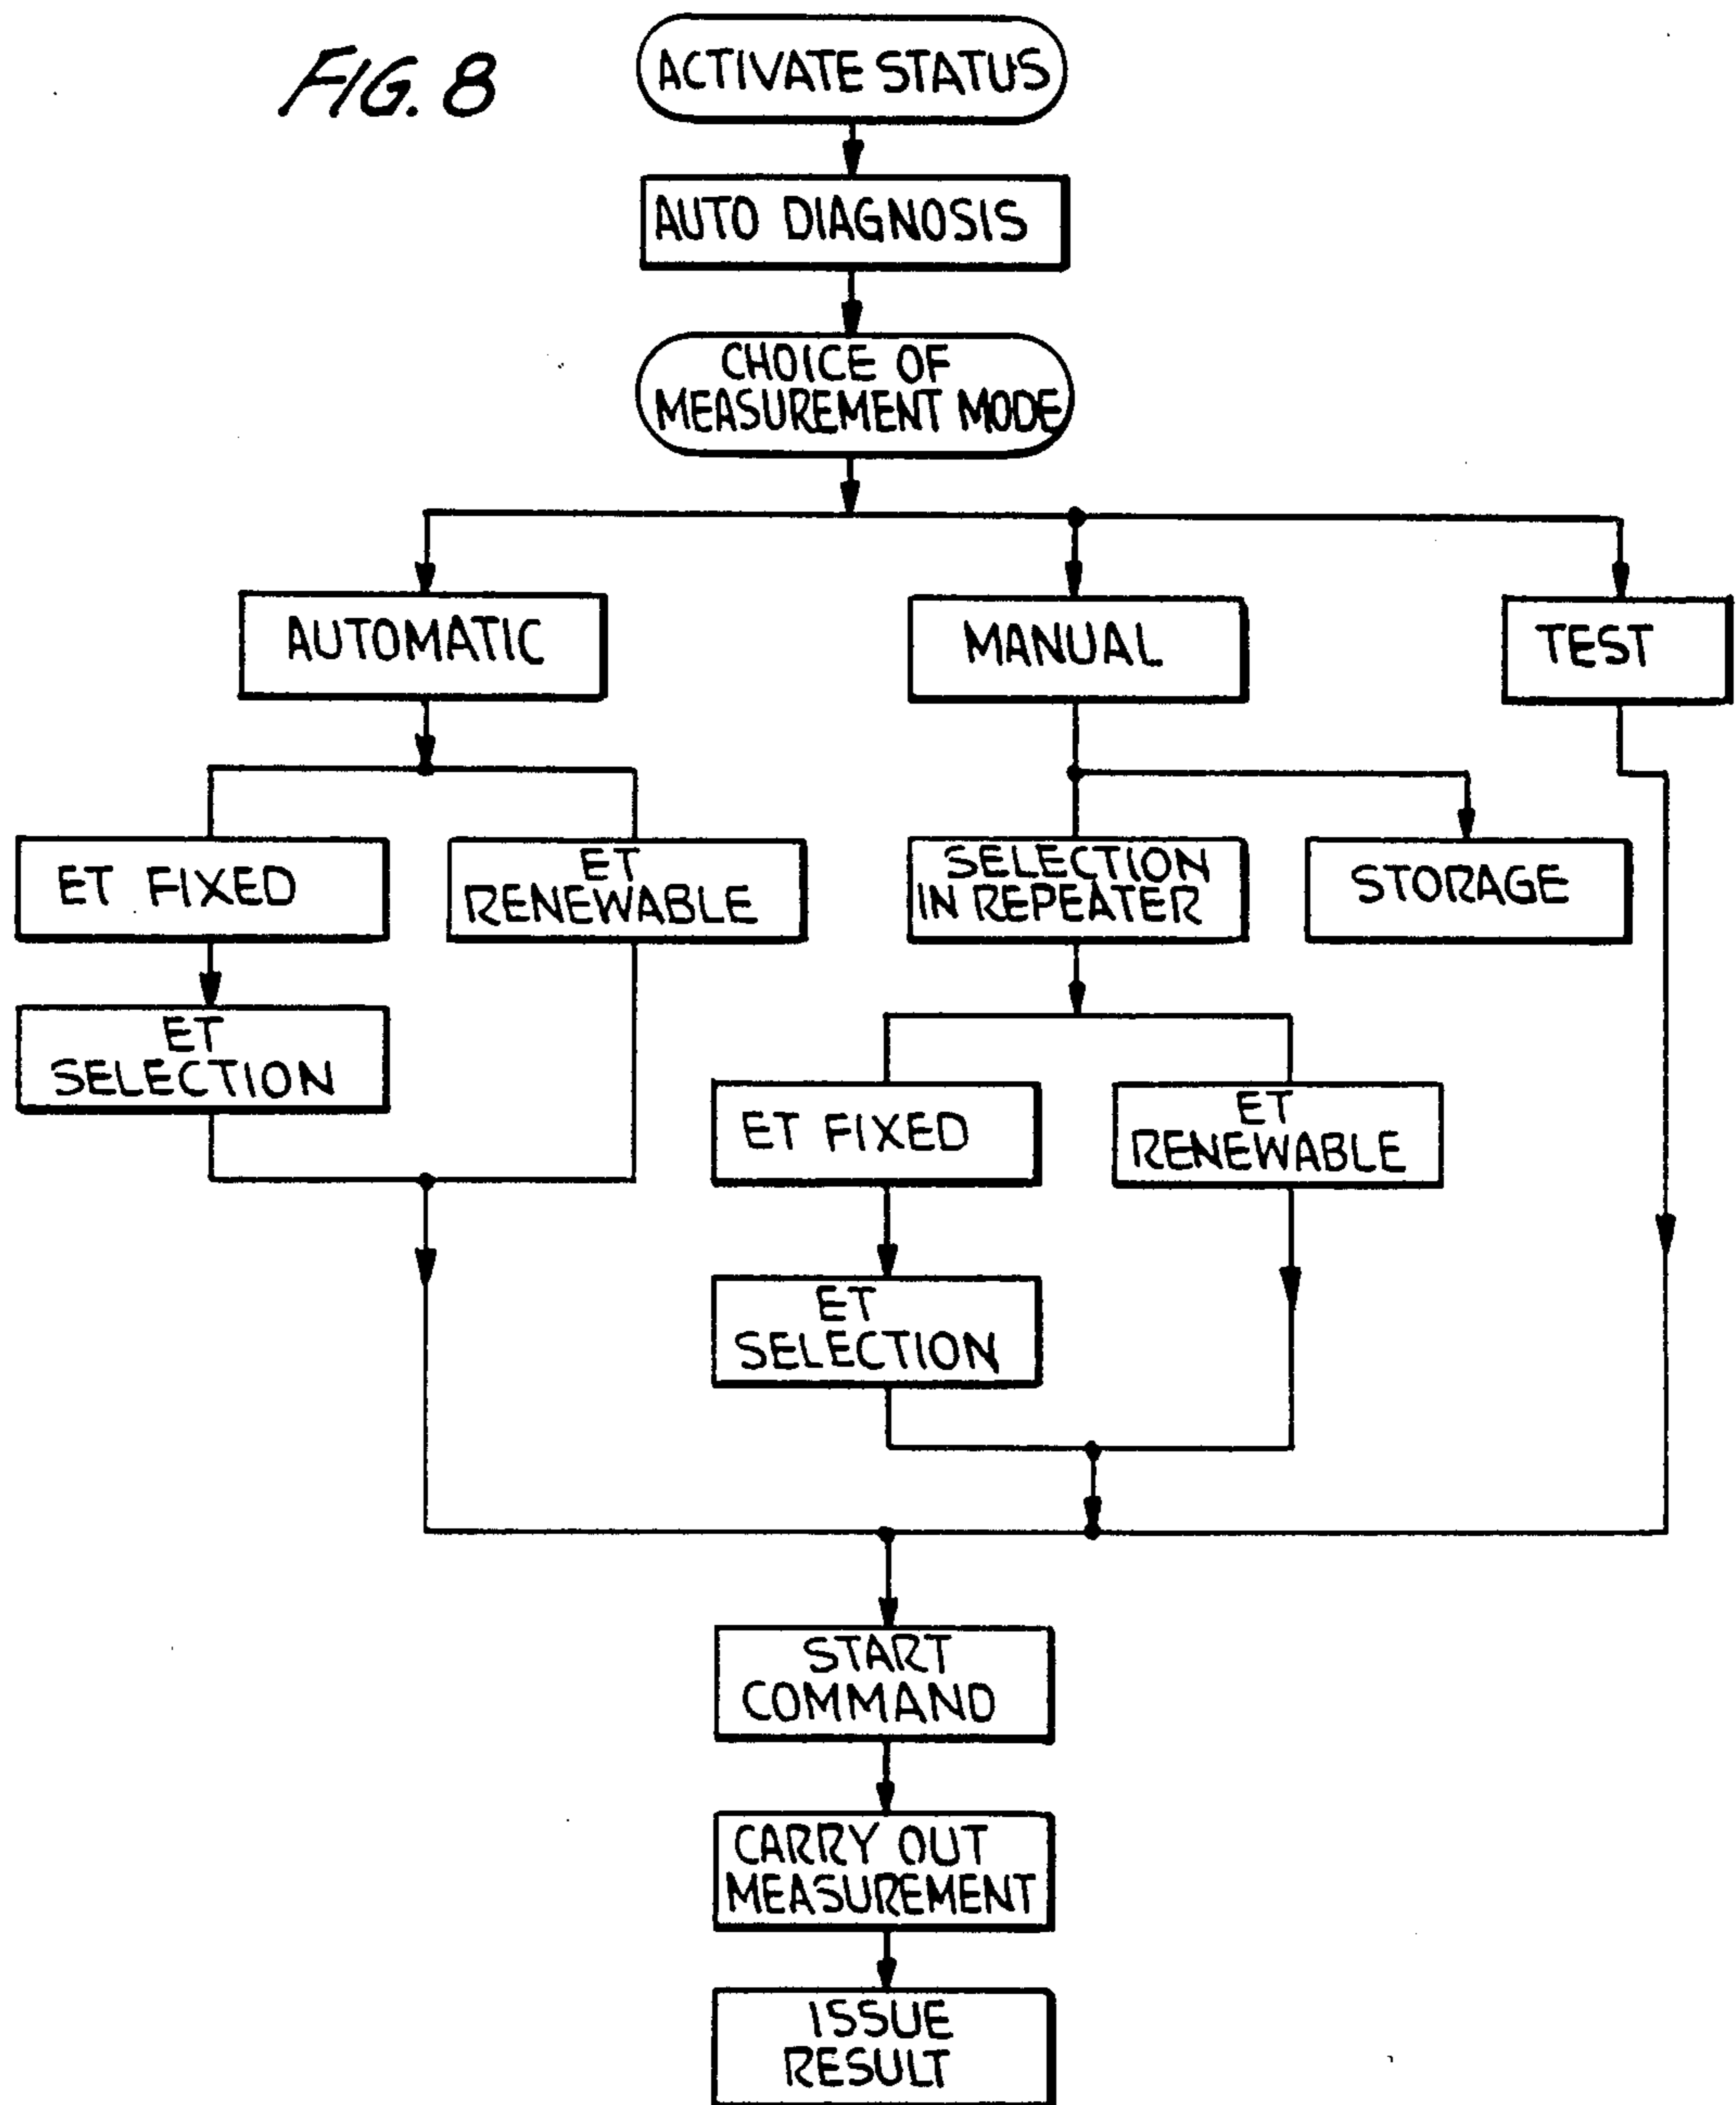 FIG. 8
ACTIVATE STATUS
AUTO DIAGNOSIS
CHOICE OF
MEASUREMENT MODE
AUTOMATIC
MANUAL
TEST
ET FIXED
ET
RENEWABLE
SELECTION
IN REPEATER
STORAGE
ET
SELECTION
ET FIXED
ET
RENEWABLE
ET
SELECTION
START
COMMAND
CARRY OUT
MEASUREMENT
ISSUE
RESULT